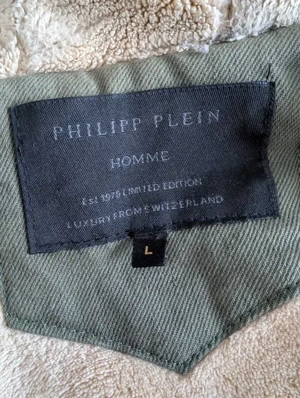 PHILIPP PLEIN
HOMME
Est 1978 LIMITED EDITION
LUXURY FROM SWITZERLAND
L